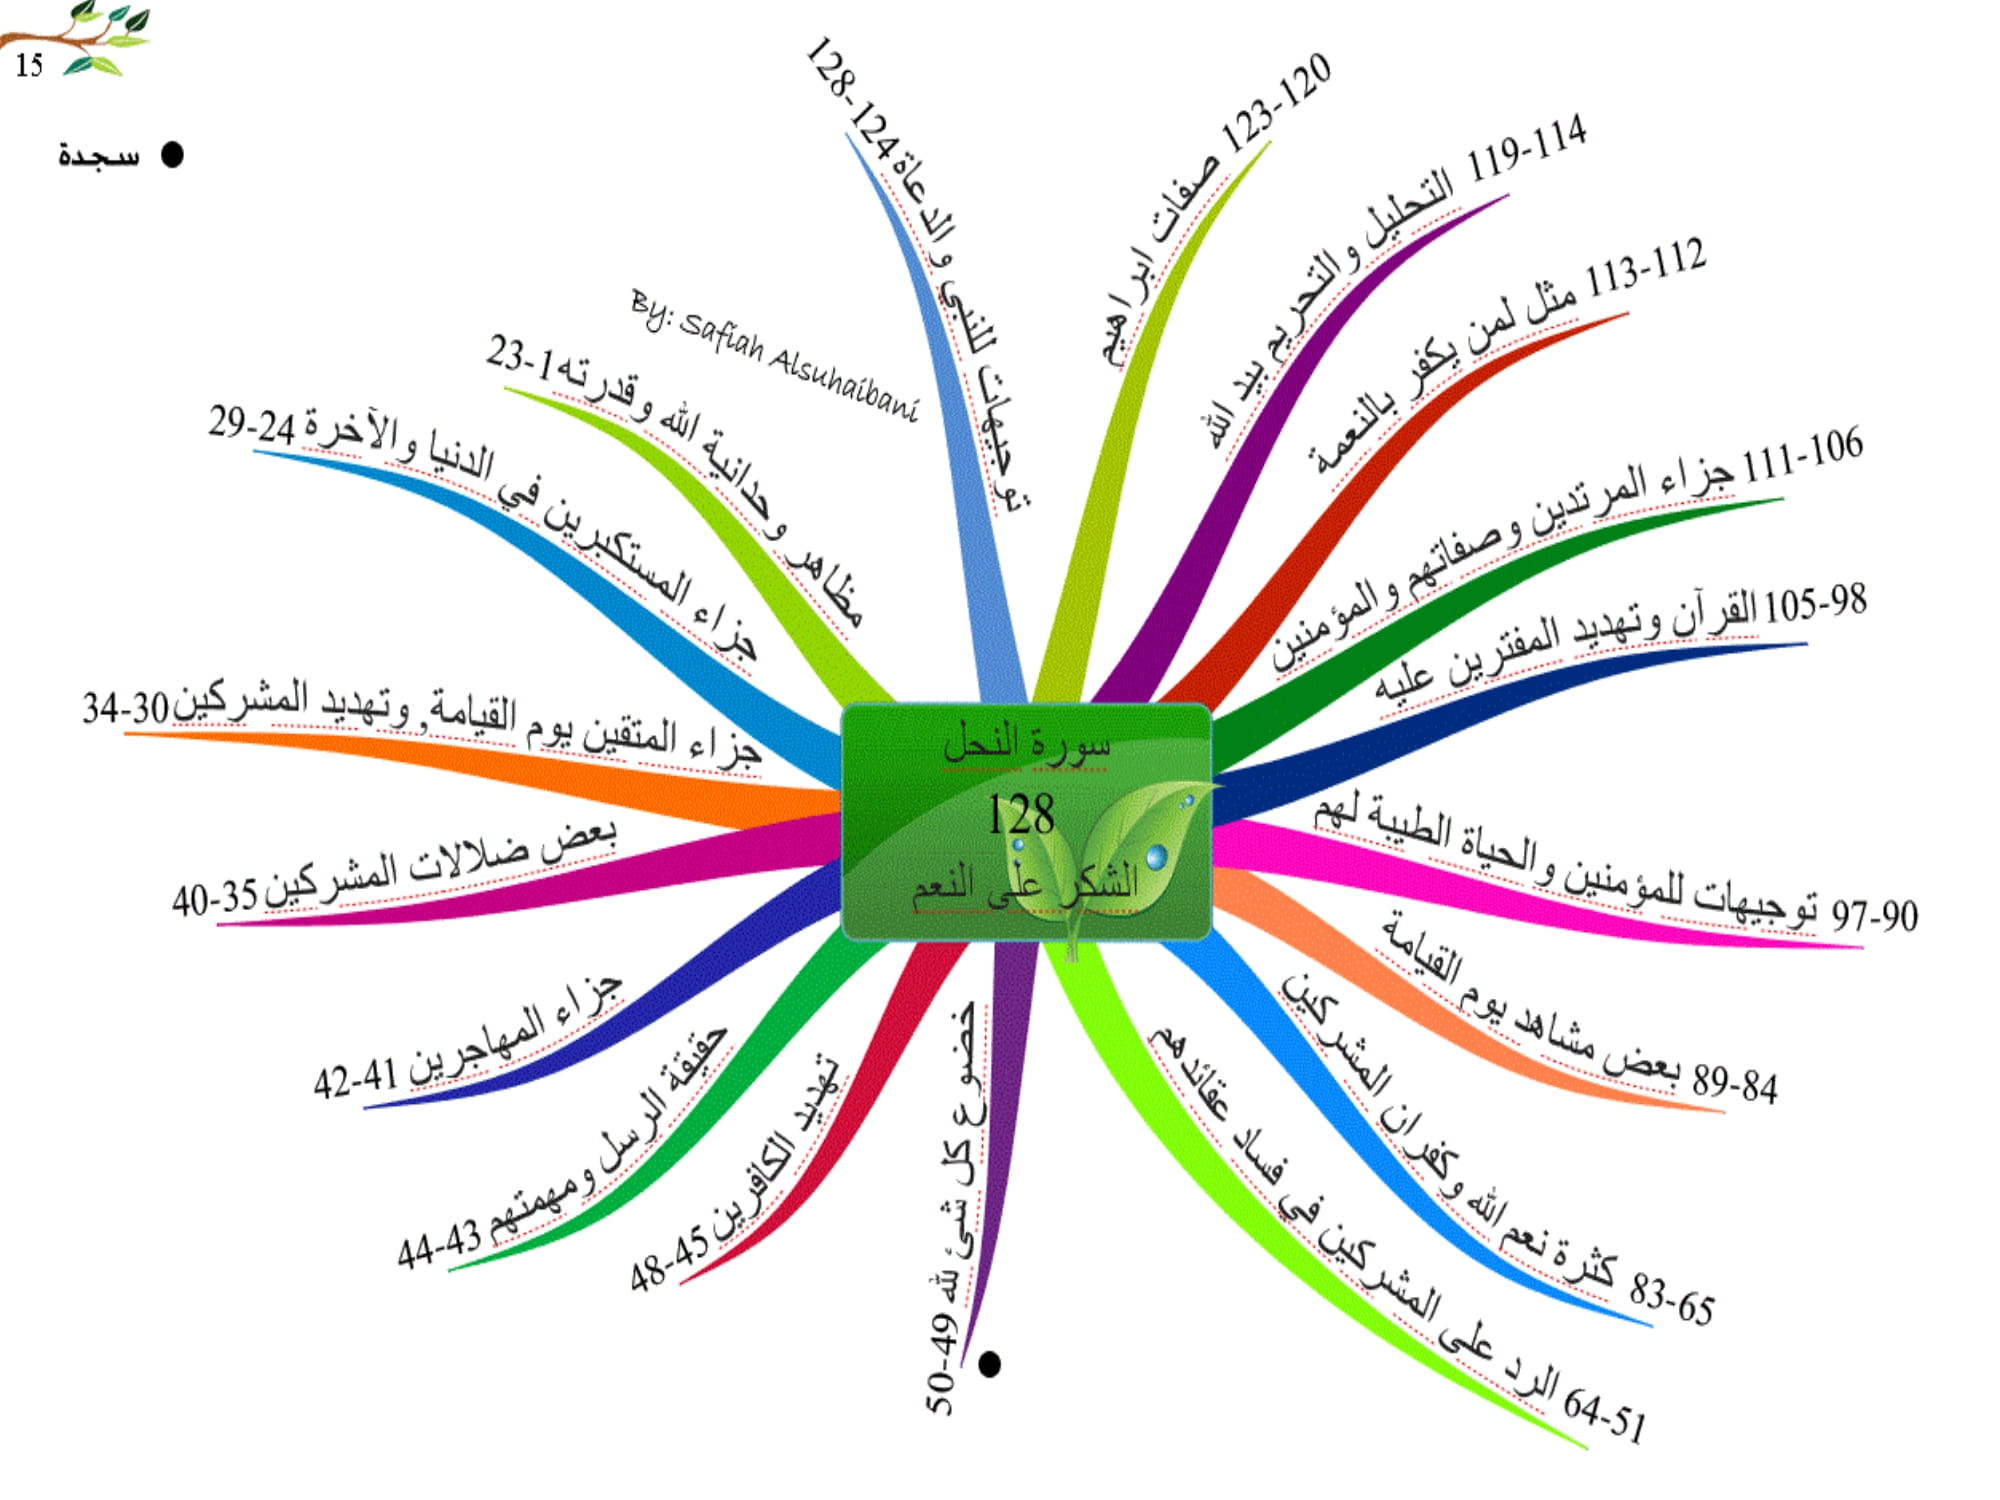 15
سجدة
سورة النحل
128
الشكر على النعم
By: Safiah Alsuhaibani
مظاهر وحدانية الله وقدرته 1-23
جزاء المستكبرين في الدنيا والآخرة 24-29
جزاء المتقين يوم القيامة, وتهديد المشركين 30-34
بعض ضلالات المشركين 35-40
جزاء المهاجرين 41-42
حقيقة الرسل ومهمتهم 43-44
تهديد الكافرين 45-48
خضوع كل شئ لله 49-50
64-51 الرد على المشركين في فساد عقائدهم
83-65 كثرة نعم الله وكفران المشركين
89-84 بعض مشاهد يوم القيامة
97-90 توجيهات للمؤمنين والحياة الطيبة لهم
105-98 القرآن وتهديد المفترين عليه
111-106 جزاء المرتدين وصفاتهم والمؤمنين
113-112 مثل لمن يكفر بالنعمة
119-114 التحليل والتحريم بيد الله
123-120 صفات ابراهيم
توجيهات للنبي والدعاة 124-128